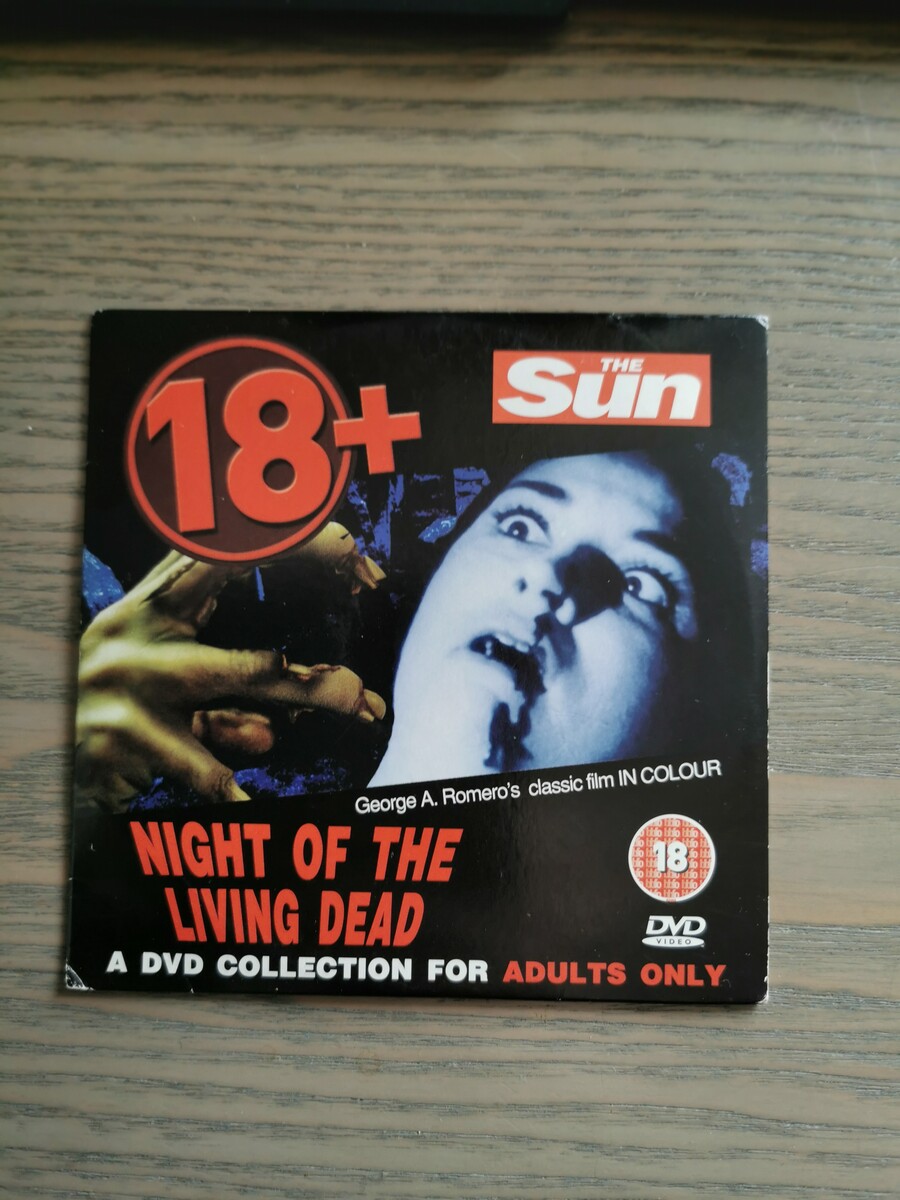 18+
THE
Sun
George A. Romero's classic film IN COLOUR
NIGHT OF THE
LIVING DEAD
18
DVD
VIDEO
A DVD COLLECTION FOR ADULTS ONLY